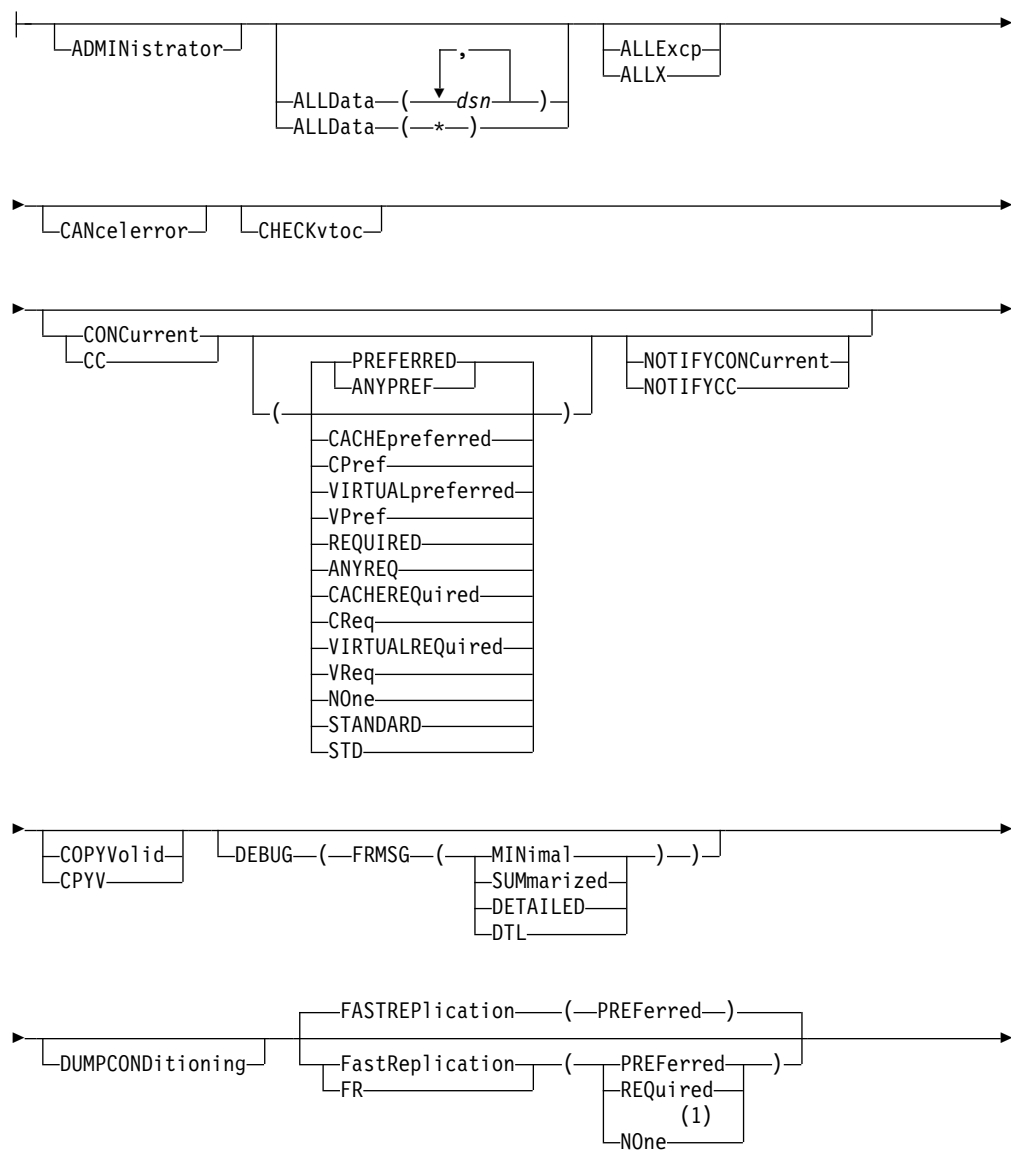 ADMINistrator
,
ALLData ( dsn )
ALLData ( * )
ALLExcp
ALLX
CANcelerror
CHECKvtoc
CONCurrent
CC
( PREFERRED )
ANYPREF
CACHEpreferred
CPref
VIRTUALpreferred
VPref
REQUIRED
ANYREQ
CACHEREQuired
CReq
VIRTUALREQuired
VReq
NOne
STANDARD
STD
NOTIFYCONCurrent
NOTIFYCC
COPYVolid
CPYV
DEBUG ( FRMSG ( MINimal ) )
SUMmarized
DETAILED
DTL
DUMPCONDitioning
FASTREPlication ( PREFerred )
FastReplication ( PREFerred )
FR
REQuired
(1)
NOne